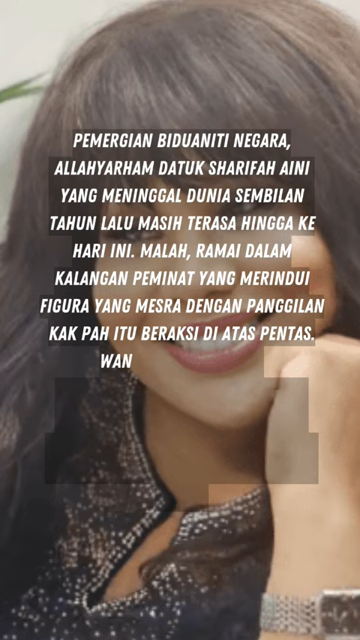 PEMERGIAN BIDUANITI NEGARA,
ALLAHYARHAM DATUK SHARIFAH AINI
YANG MENINGGAL DUNIA SEMBILAN
TAHUN LALU MASIH TERASA HINGGA KE
HARI INI. MALAH, RAMAI DALAM
KALANGAN PEMINAT YANG MERINDUI
FIGURA YANG MESRA DENGAN PANGGILAN
KAK PAH ITU BERAKSI DI ATAS PENTAS.
WAN